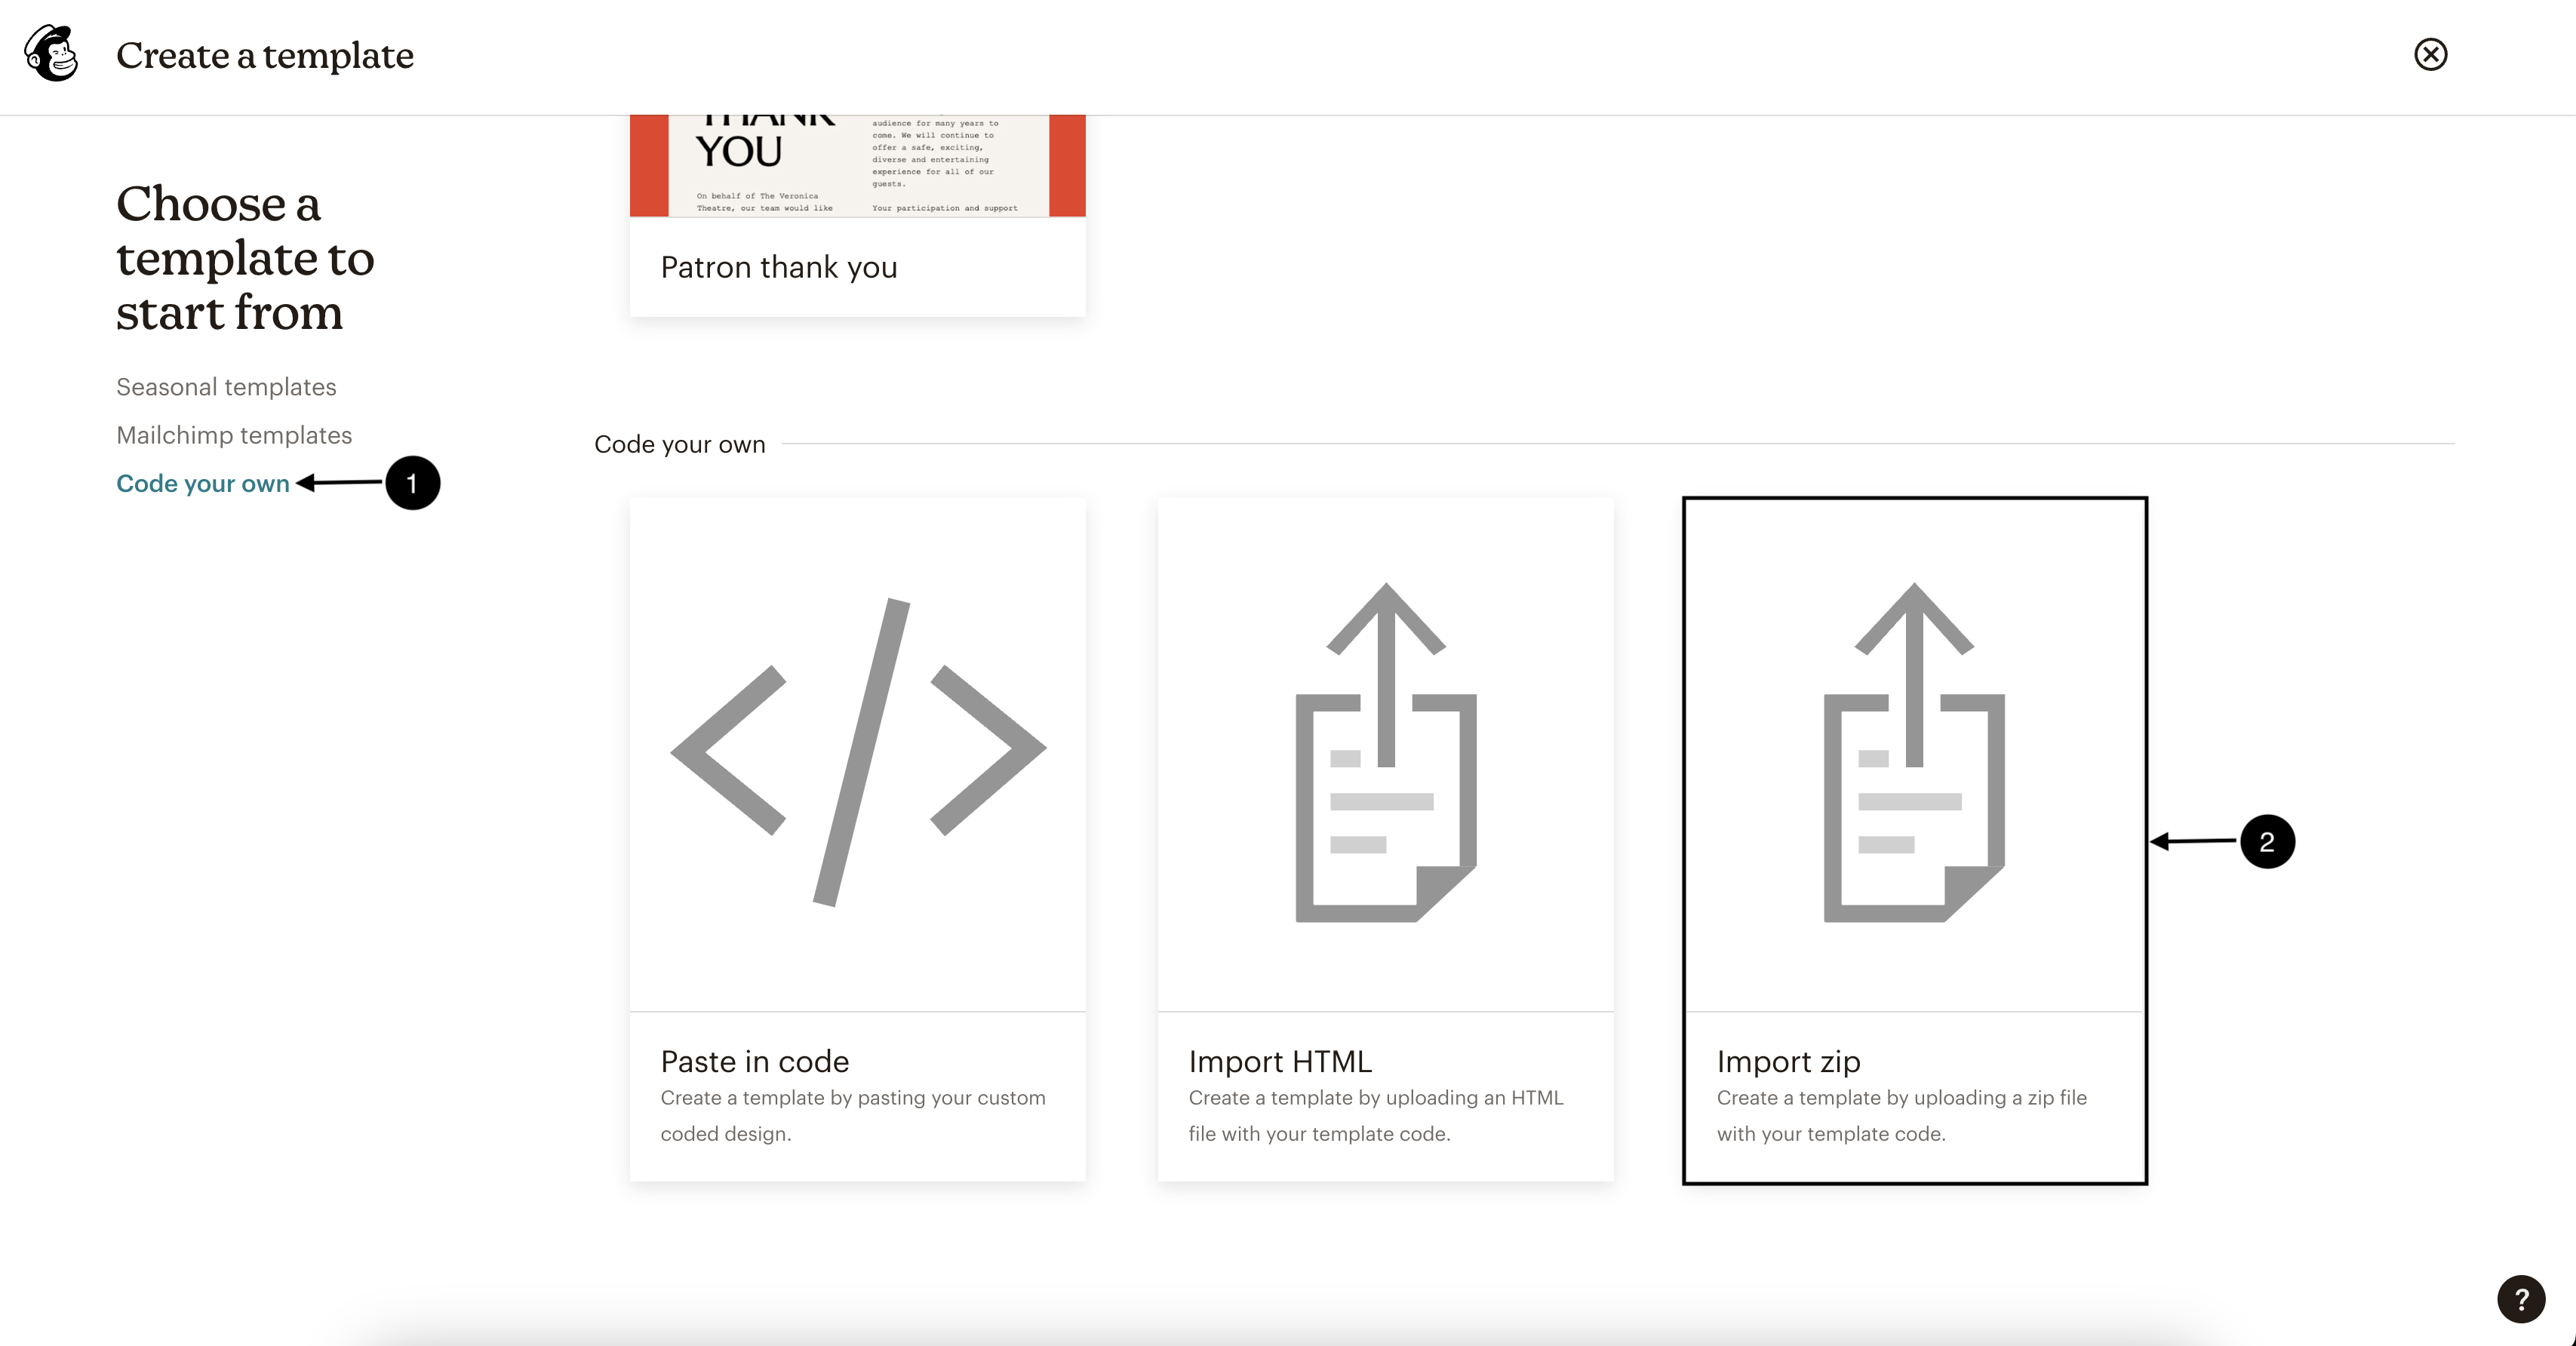 Create a template
Choose a
template to
start from
Seasonal templates
Mailchimp templates
Code your own
1
THANK
YOU
On behalf of The Veronica
Theatre, our team would like
audience for many years to
come. We will continue to
offer a safe, exciting,
diverse and entertaining
experience for all of our
guests.
Your participation and support
Patron thank you
Code your own
Paste in code
Create a template by pasting your custom
coded design.
Import HTML
Create a template by uploading an HTML
file with your template code.
Import zip
Create a template by uploading a zip file
with your template code.
2
?